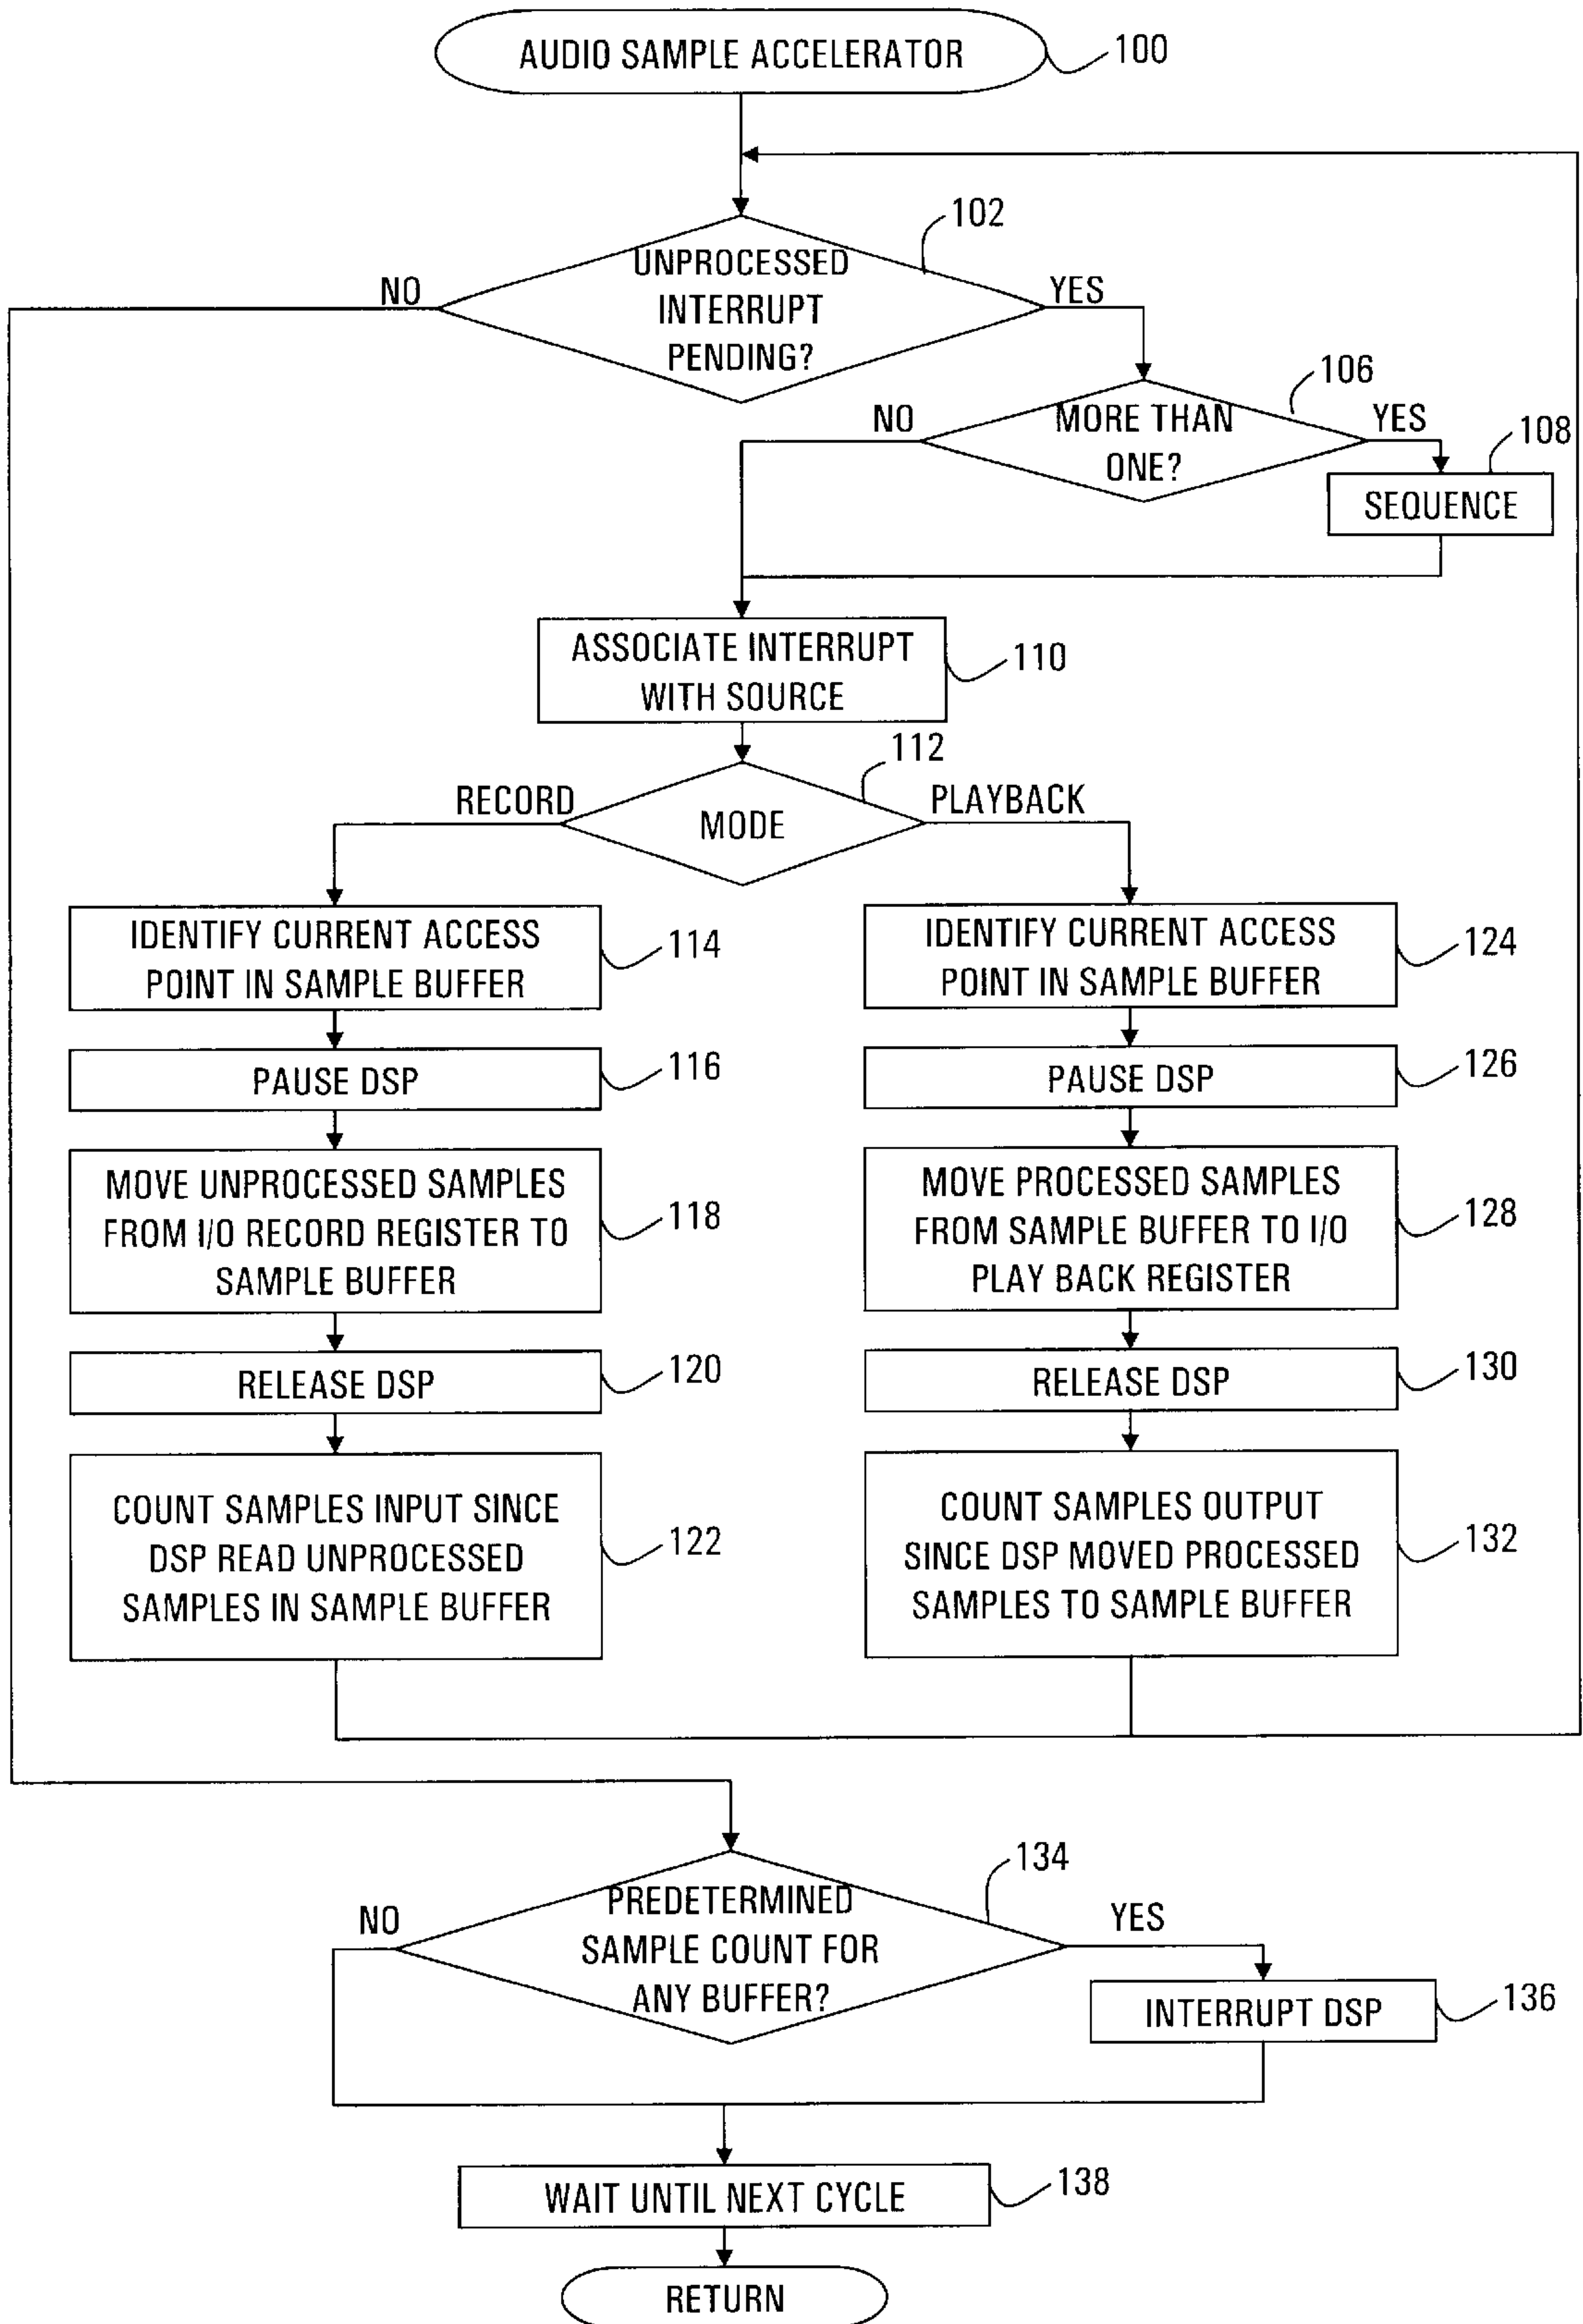 AUDIO SAMPLE ACCELERATOR
100
102
UNPROCESSED
INTERRUPT
PENDING?
NO
YES
106
MORE THAN
ONE?
NO
YES
108
SEQUENCE
ASSOCIATE INTERRUPT
WITH SOURCE
110
112
RECORD
MODE
PLAYBACK
IDENTIFY CURRENT ACCESS
POINT IN SAMPLE BUFFER
114
PAUSE DSP
116
MOVE UNPROCESSED SAMPLES
FROM I/O RECORD REGISTER TO
SAMPLE BUFFER
118
RELEASE DSP
120
COUNT SAMPLES INPUT SINCE
DSP READ UNPROCESSED
SAMPLES IN SAMPLE BUFFER
122
IDENTIFY CURRENT ACCESS
POINT IN SAMPLE BUFFER
124
PAUSE DSP
126
MOVE PROCESSED SAMPLES
FROM SAMPLE BUFFER TO I/O
PLAY BACK REGISTER
128
RELEASE DSP
130
COUNT SAMPLES OUTPUT
SINCE DSP MOVED PROCESSED
SAMPLES TO SAMPLE BUFFER
132
134
PREDETERMINED
SAMPLE COUNT FOR
ANY BUFFER?
NO
YES
INTERRUPT DSP
136
WAIT UNTIL NEXT CYCLE
138
RETURN